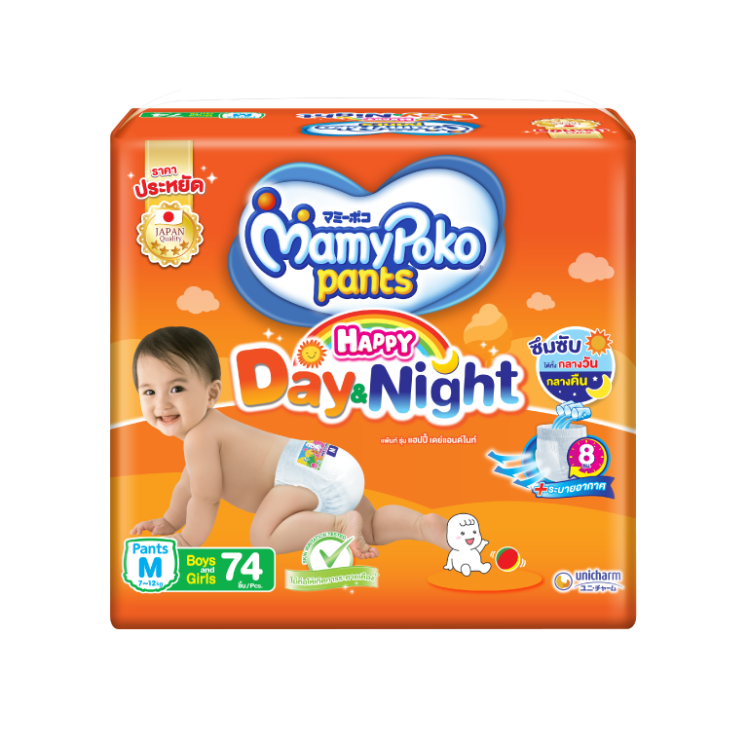 M 74
Day&Night
ราคา
ประหยัด
JAPAN
Quality
マミーポコ
MamyPoko
pants
HAPPY
Day&Night
แพ้นท์ รุ่น แฮปปี้ เดย์แอนด์ไนท์
ซึมซับ
ได้ทั้ง กลางวัน
กลางคืน
8
+ระบายอากาศ
Pants
M
7-12kg
Boys
and
Girls
74
ชิ้น/Pcs.
unicharm
ユニ・チャーム